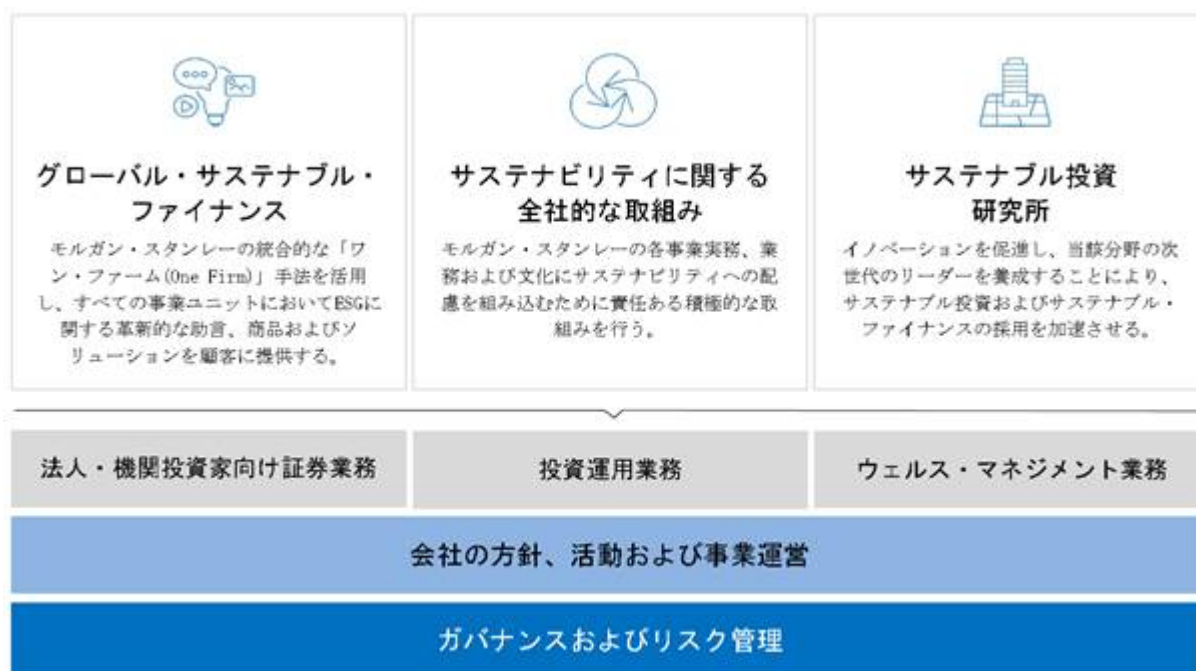 グローバル・サステナブル・
ファイナンス
モルガン・スタンレーの統合的な「ワ
ン・ファーム(One Firm)」手法を活用
し、すべての事業ユニットにおいてESGに
関する革新的な助言、商品およびソ
リューションを顧客に提供する。
サステナビリティに関する
全社的な取組み
モルガン・スタンレーの各事業実務、業
務および文化にサステナビリティへの配
慮を組み込むために責任ある積極的な取
組みを行う。
サステナブル投資
研究所
イノベーションを促進し、当該分野の次
世代のリーダーを養成することにより、
サステナブル投資およびサステナブル・
ファイナンスの採用を加速させる。
法人・機関投資家向け証券業務
投資運用業務
ウェルス・マネジメント業務
会社の方針、活動および事業運営
ガバナンスおよびリスク管理